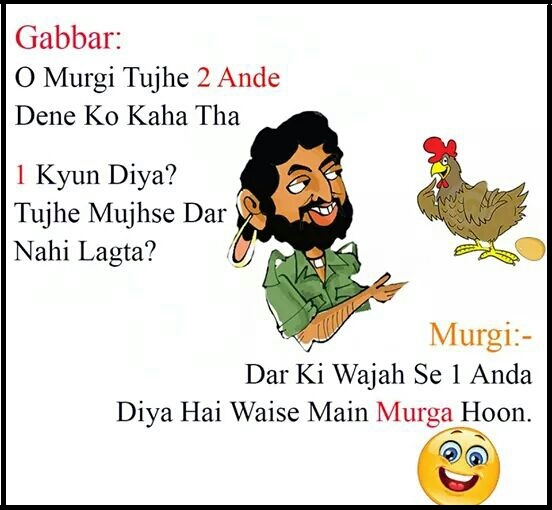 Gabbar:
O Murgi Tujhe 2 Ande
Dene Ko Kaha Tha
1 Kyun Diya?
Tujhe Mujhse Dar
Nahi Lagta?
Murgi:-
Dar Ki Wajah Se 1 Anda
Diya Hai Waise Main Murga Hoon.